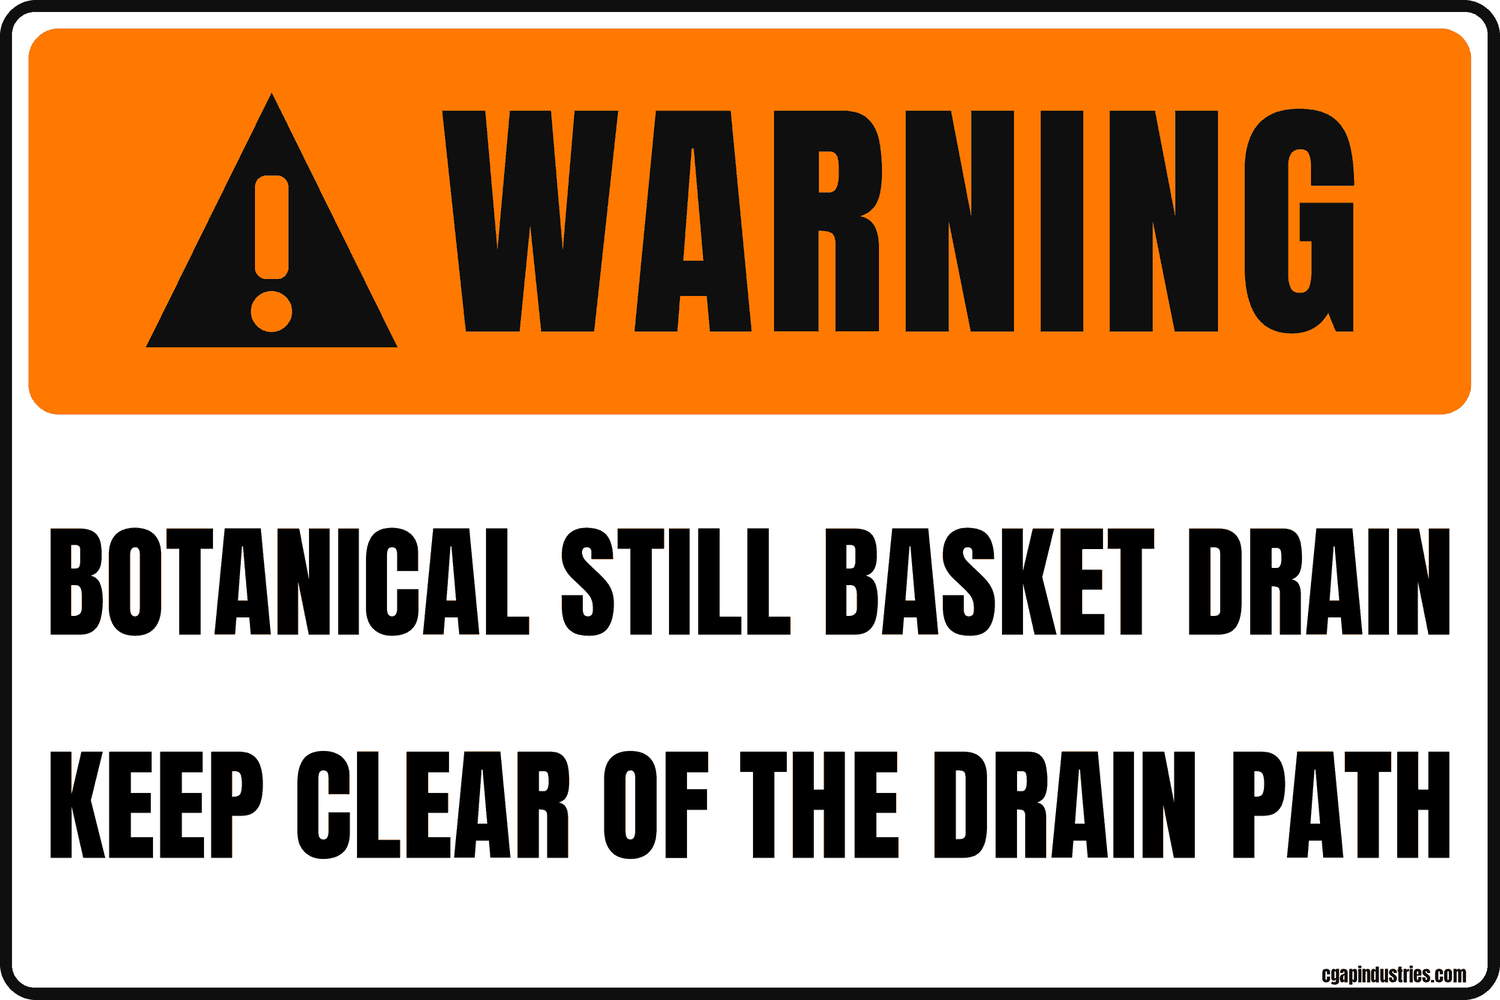 WARNING
BOTANICAL STILL BASKET DRAIN
KEEP CLEAR OF THE DRAIN PATH
cgapindustries.com